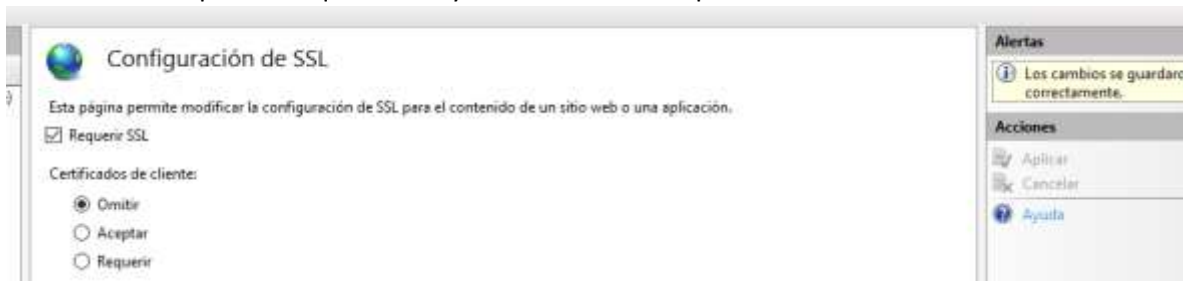 Configuración de SSL
Esta página permite modificar la configuración de SSL para el contenido de un sitio web o una aplicación.
Requerir SSL
Certificados de cliente:
Omitir
Aceptar
Requerir
Alertas
Los cambios se guardaro
correctamente.
Acciones
Aplicar
Cancelar
Ayuda